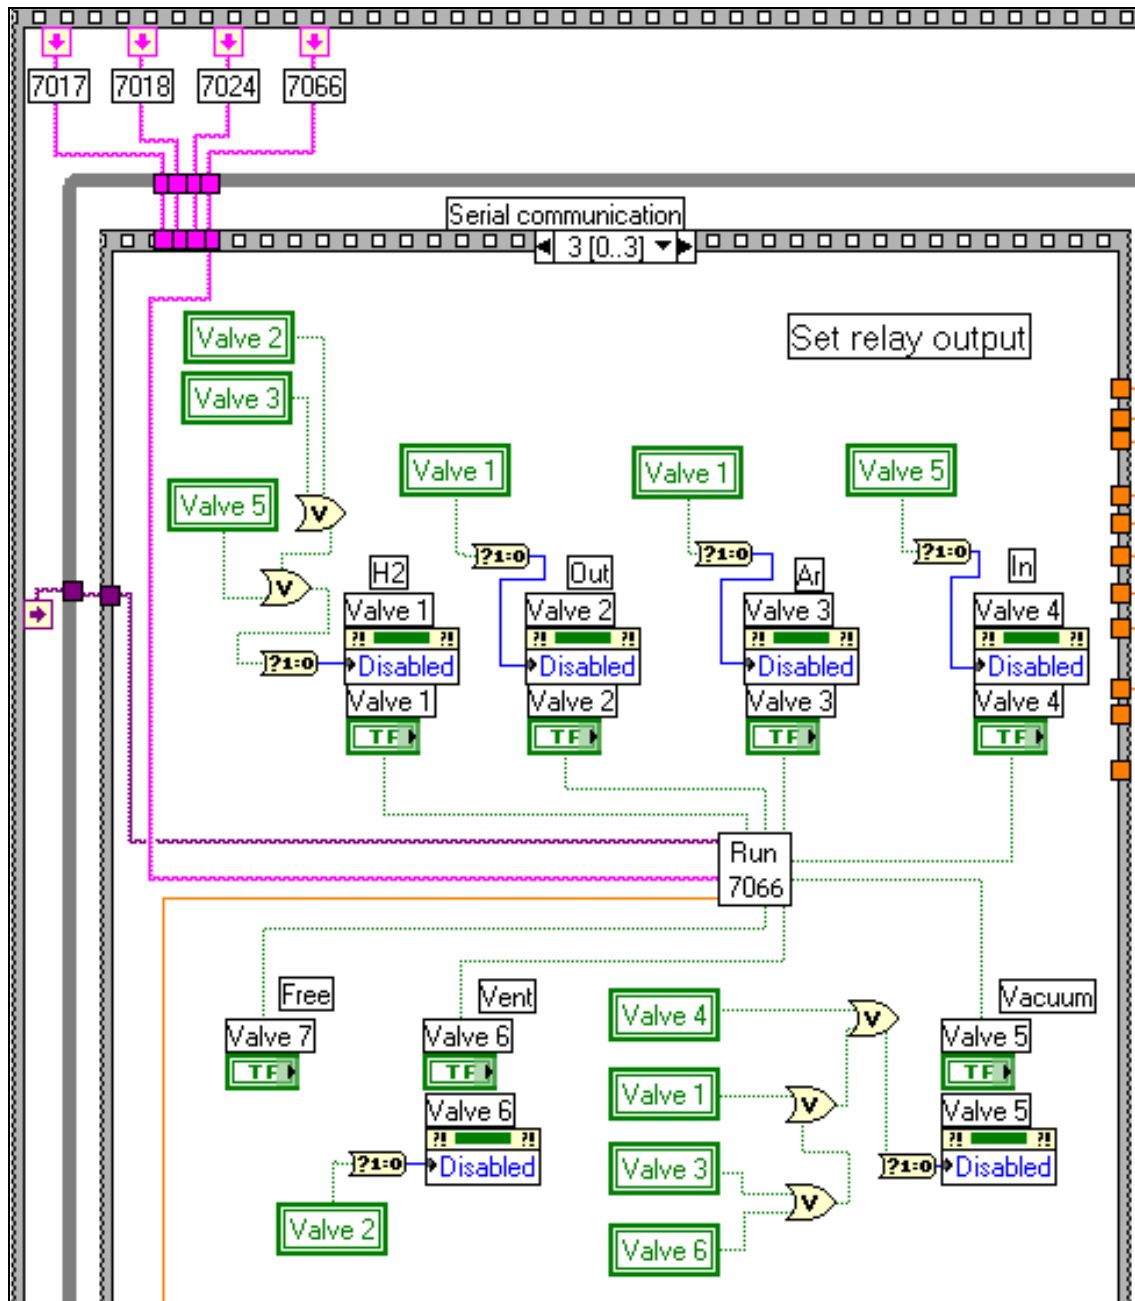 7017 7018 7024 7066
Serial communication
3 [0..3]
Set relay output
Valve 2
Valve 3
Valve 5
Valve 1
Valve 1
Valve 5
V
V
?1:0
?1:0
?1:0
?1:0
H2
Valve 1
?! ?!
Disabled
Valve 1
TF
Out
Valve 2
?! ?!
Disabled
Valve 2
TF
Ar
Valve 3
?! ?!
Disabled
Valve 3
TF
In
Valve 4
?! ?!
Disabled
Valve 4
TF
Run
7066
Free
Valve 7
TF
Vent
Valve 6
TF
Valve 6
?! ?!
Disabled
?1:0
Valve 2
Valve 4
Valve 1
Valve 3
Valve 6
V
V
V
?1:0
Vacuum
Valve 5
TF
Valve 5
?! ?!
Disabled